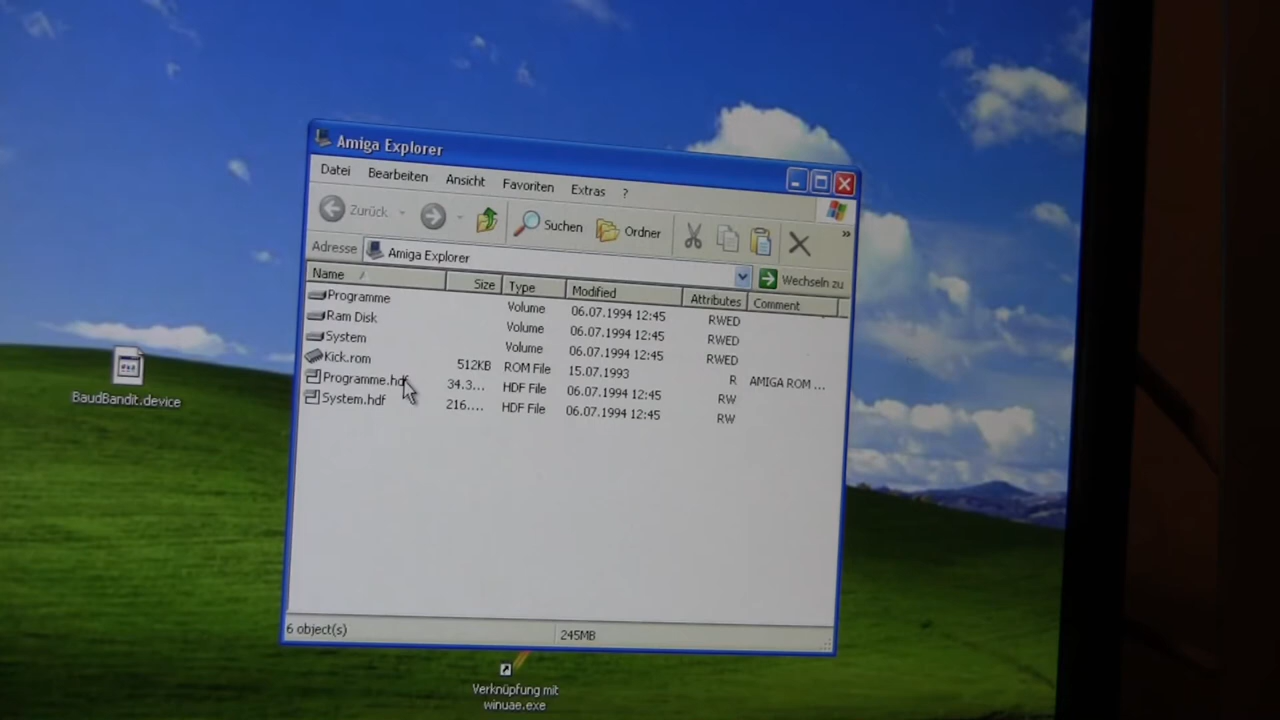 Amiga Explorer
Datei Bearbeiten Ansicht Favoriten Extras ?
Zurück Suchen Ordner »
Adresse Amiga Explorer Wechseln zu
Name Size Type Modified Attributes Comment
Programme Volume 06.07.1994 12:45 RWED
Ram Disk Volume 06.07.1994 12:45 RWED
System Volume 06.07.1994 12:45 RWED
Kick.rom 512KB ROM File 15.07.1993 R AMIGA ROM ...
Programme.hdf 34.3... HDF File 06.07.1994 12:45 RW
System.hdf 216.... HDF File 06.07.1994 12:45 RW
BaudBandit.device
6 object(s) 245MB
Verknüpfung mit
winuae.exe